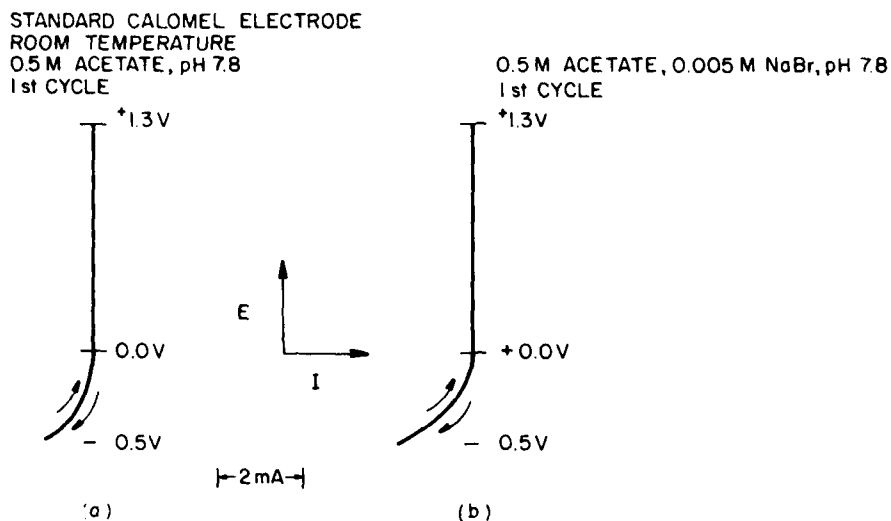 STANDARD CALOMEL ELECTRODE
ROOM TEMPERATURE
0.5 M ACETATE, pH 7.8
1st CYCLE
0.5 M ACETATE, 0.005 M NaBr, pH 7.8
1st CYCLE
+1.3V
+1.3V
E
I
0.0V
+0.0V
- 0.5V
- 0.5V
2mA
(a)
(b)